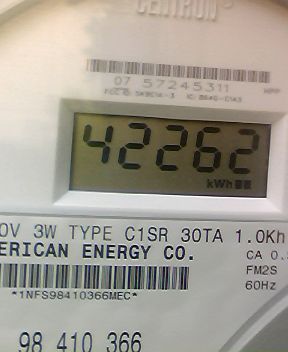 CENTRON®
07 57245311
42262
kWh
0V 3W TYPE C1SR 30TA 1.0Kh
ERICAN ENERGY CO.
CA 0.
FM2S
*1NFS98410366MEC*
60Hz
98 410 366